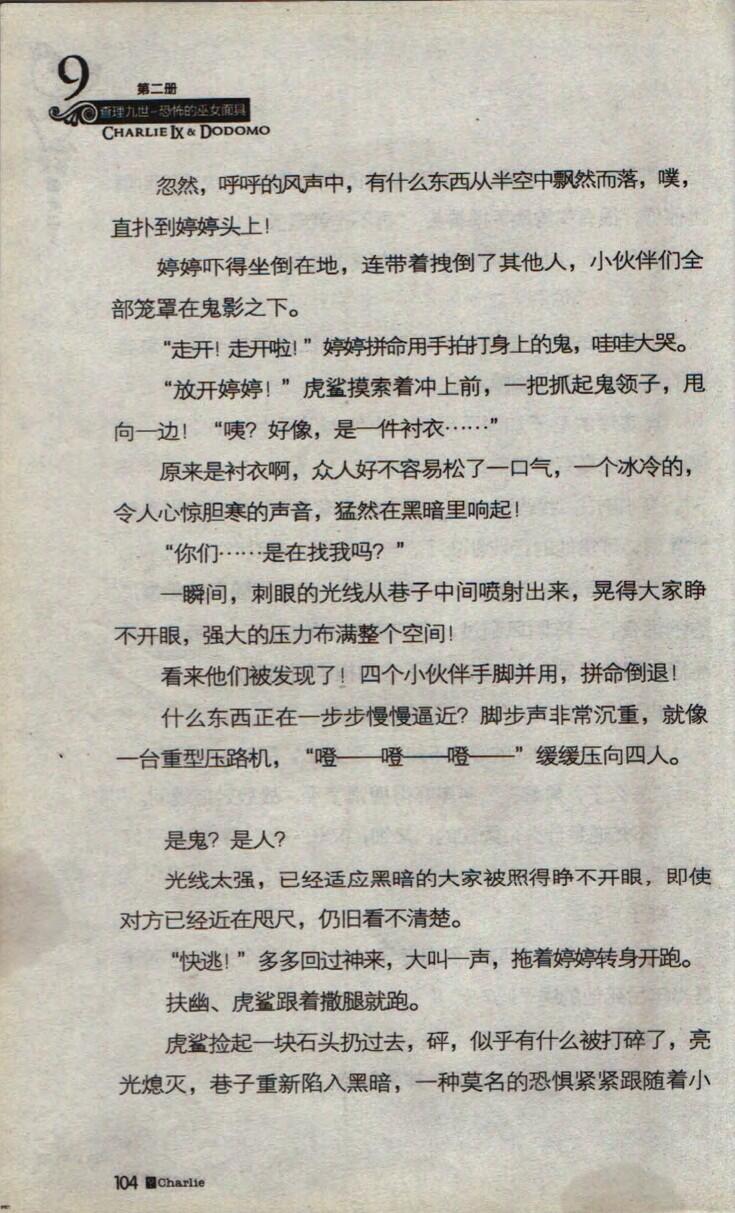 9
第二册
查理九世-恐怖的巫女面具
CHARLIE IX & DODOMO
忽然，呼呼的风声中，有什么东西从半空中飘然而落，噗，
直扑到婷婷头上！
婷婷吓得坐倒在地，连带着拽倒了其他人，小伙伴们全
部笼罩在鬼影之下。
“走开！走开啦！”婷婷拼命用手拍打身上的鬼，哇哇大哭。
“放开婷婷！”虎鲨摸索着冲上前，一把抓起鬼领子，甩
向一边！“咦？好像，是一件衬衣……”
原来是衬衣啊，众人好不容易松了一口气，一个冰冷的，
令人心惊胆寒的声音，猛然在黑暗里响起！
“你们……是在找我吗？”
一瞬间，刺眼的光线从巷子中间喷射出来，晃得大家睁
不开眼，强大的压力布满整个空间！
看来他们被发现了！四个小伙伴手脚并用，拼命倒退！
什么东西正在一步步慢慢逼近？脚步声非常沉重，就像
一台重型压路机，“噔——噔——噔——”缓缓压向四人。
是鬼？是人？
光线太强，已经适应黑暗的大家被照得睁不开眼，即使
对方已经近在咫尺，仍旧看不清楚。
“快逃！”多多回过神来，大叫一声，拖着婷婷转身开跑。
扶幽、虎鲨跟着撒腿就跑。
虎鲨捡起一块石头扔过去，砰，似乎有什么被打碎了，亮
光熄灭，巷子重新陷入黑暗，一种莫名的恐惧紧紧跟随着小
104 Charlie